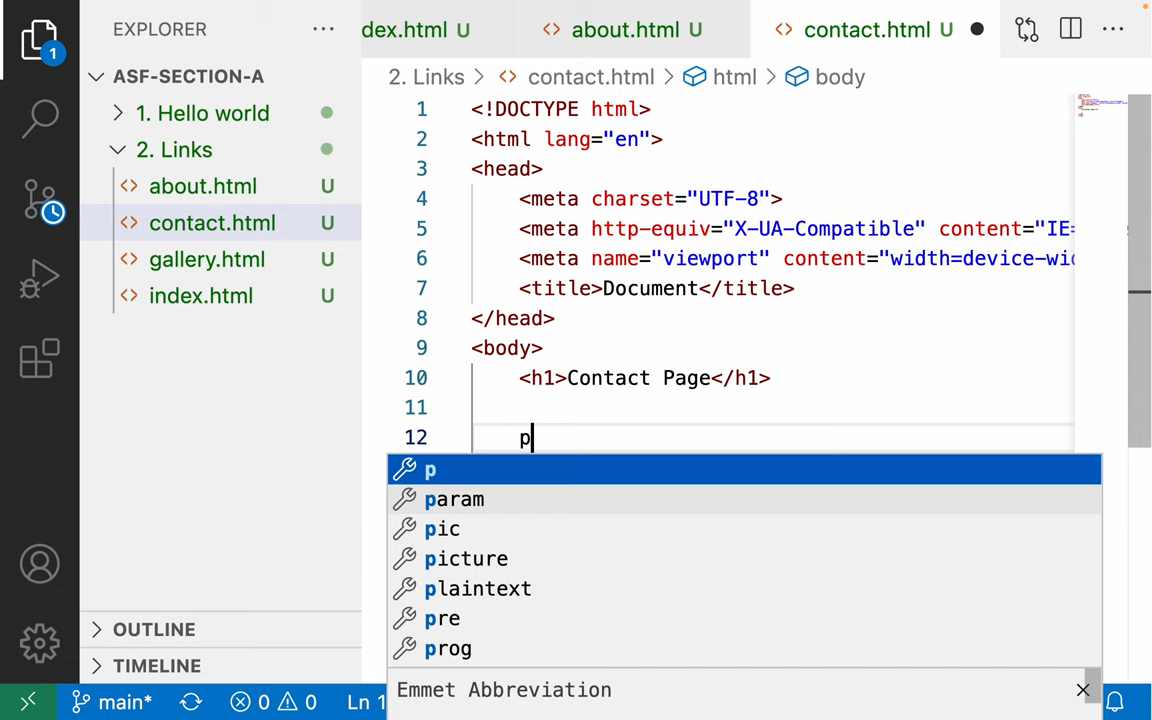 EXPLORER
1
ASF-SECTION-A
1. Hello world
2. Links
about.html U
contact.html U
gallery.html U
index.html U
OUTLINE
TIMELINE
dex.html U
about.html U
contact.html U
2. Links > contact.html > html > body
1 <!DOCTYPE html>
2 <html lang="en">
3 <head>
4 <meta charset="UTF-8">
5 <meta http-equiv="X-UA-Compatible" content="IE=
6 <meta name="viewport" content="width=device-wid
7 <title>Document</title>
8 </head>
9 <body>
10 <h1>Contact Page</h1>
11
12 p
p
param
pic
picture
plaintext
pre
prog
Emmet Abbreviation
main* 0 0 Ln 1